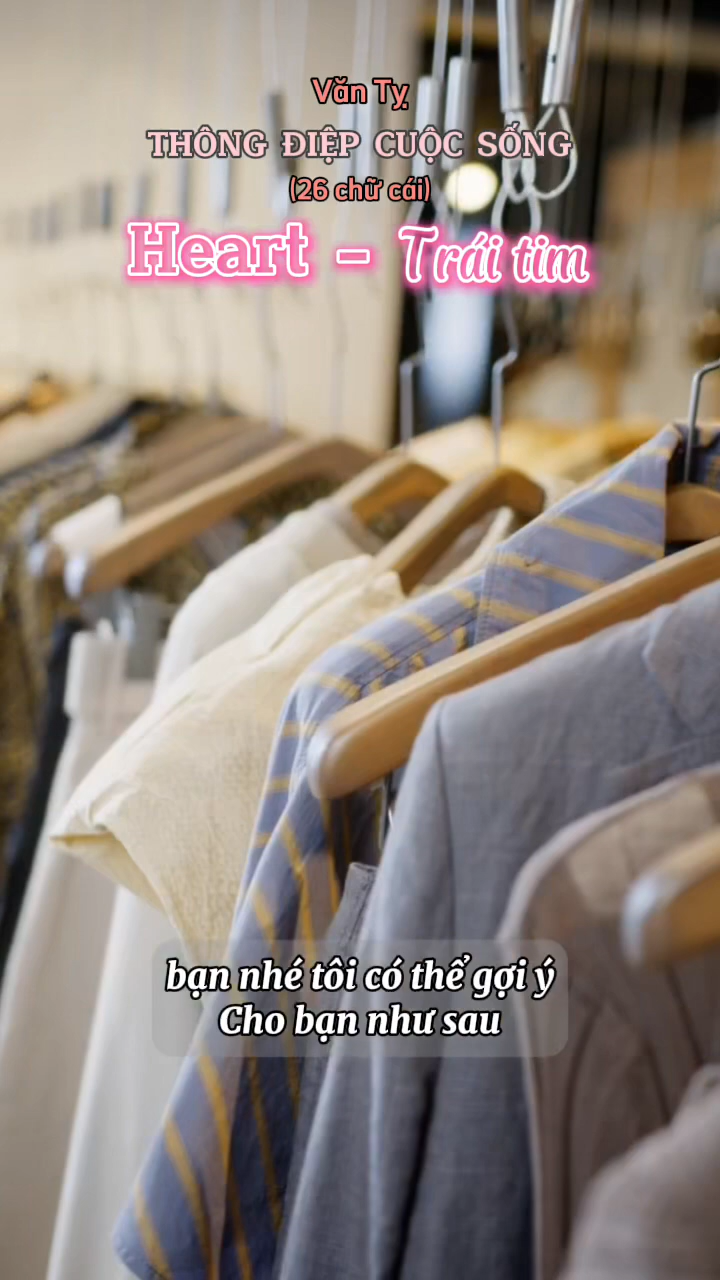 Văn Tỵ
THÔNG ĐIỆP CUỘC SỐNG
(26 chữ cái)
Heart - Trái tim
bạn nhé tôi có thể gợi ý
Cho bạn như sau